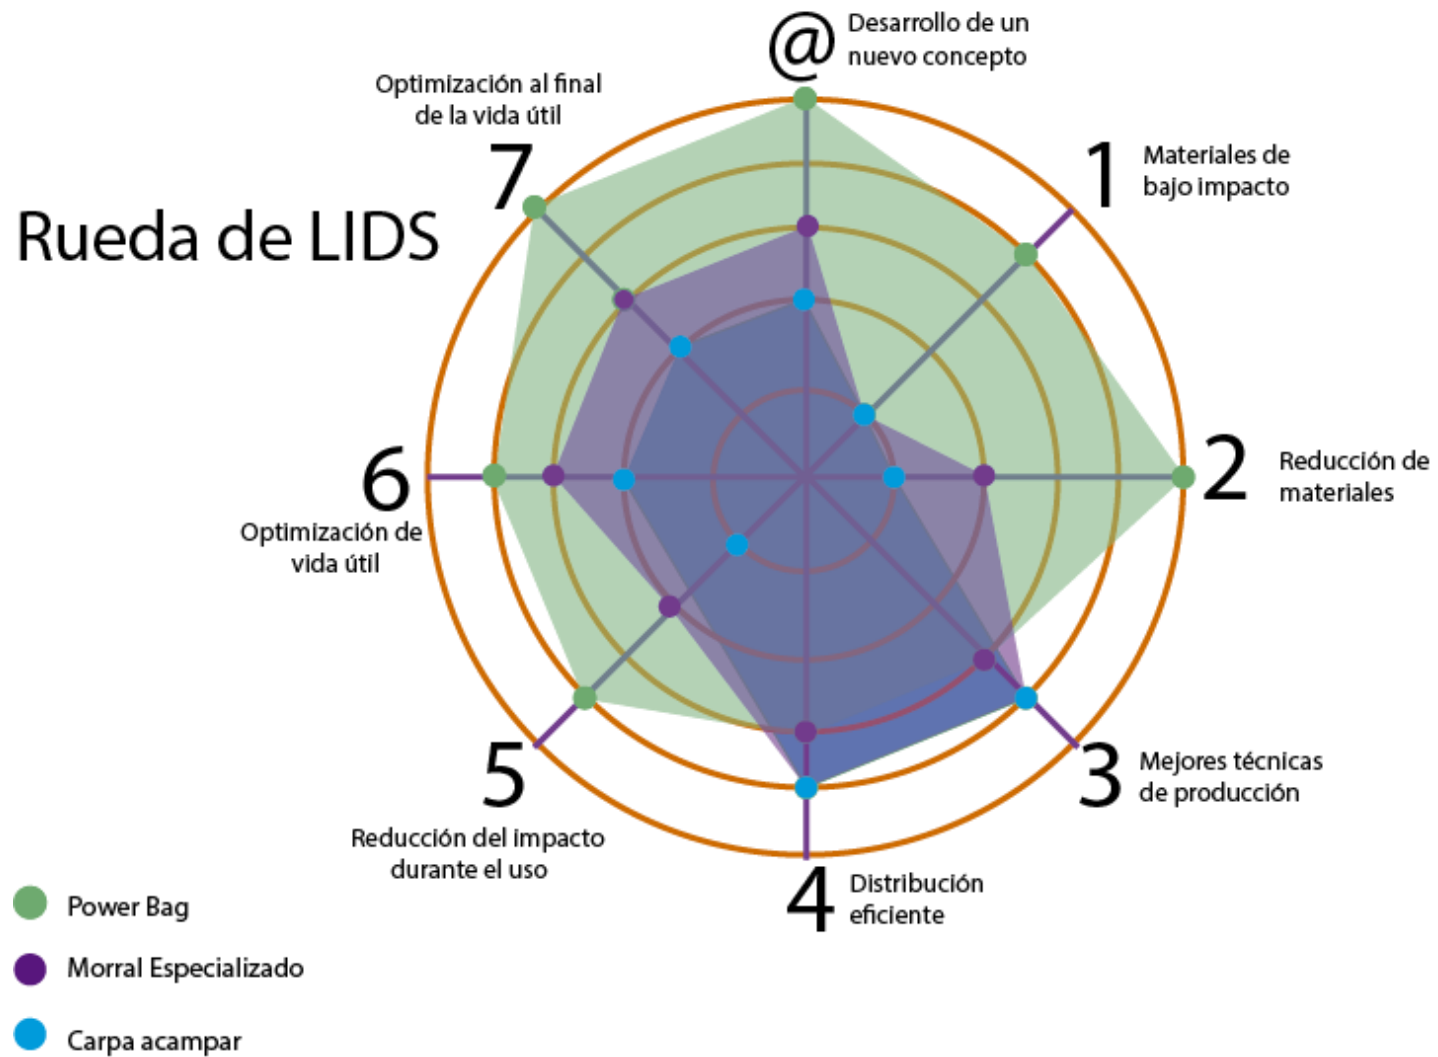 @
Desarrollo de un
nuevo concepto
Optimización al final
de la vida útil
7
1
Materiales de
bajo impacto
Rueda de LIDS
6
Optimización de
vida útil
2
Reducción de
materiales
5
Reducción del impacto
durante el uso
3
Mejores técnicas
de producción
4
Distribución
eficiente
Power Bag
Morral Especializado
Carpa acampar